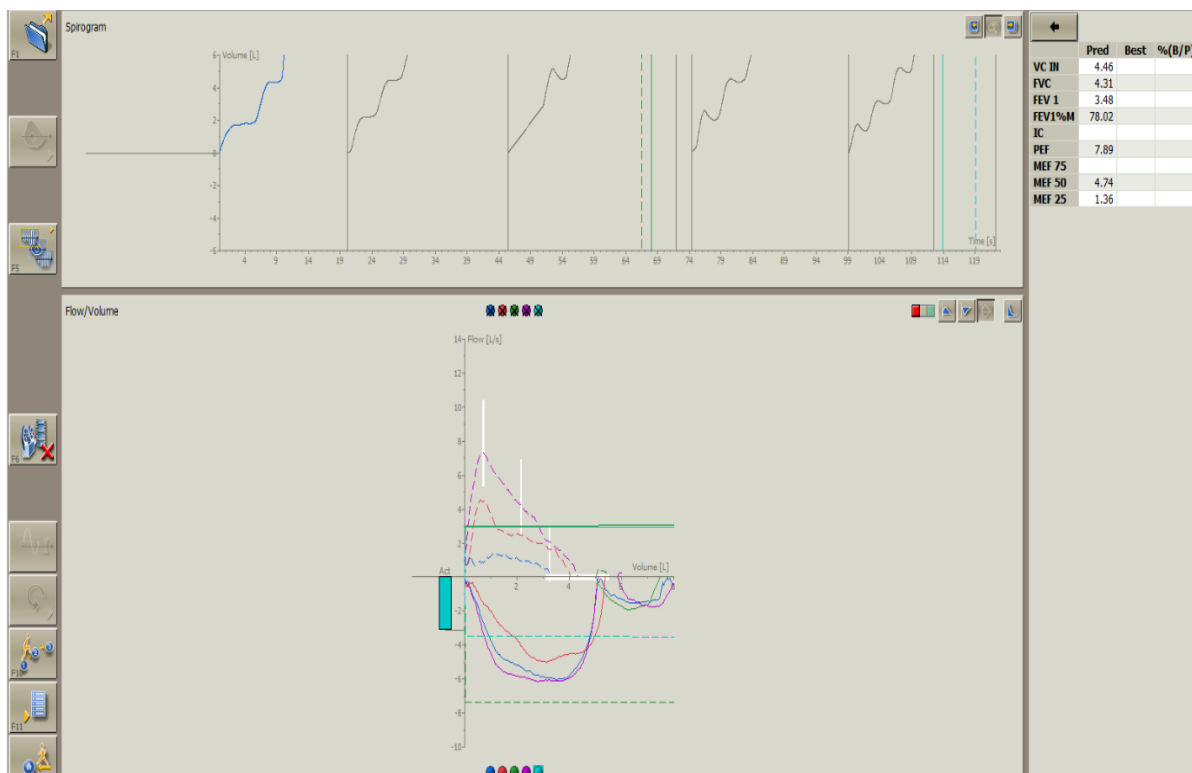 Spirogram
F1
Volume [L]
6
4
2
0
-2
-4
-6
Time [s]
4 9 14 19 24 29 34 39 44 49 54 59 64 69 74 79 84 89 94 99 104 109 114 119
F5
Pred Best %(B/P)
VC IN 4.46
FVC 4.31
FEV 1 3.48
FEV1%M 78.02
IC
PEF 7.89
MEF 75
MEF 50 4.74
MEF 25 1.36
Flow/Volume
14
Flow [L/s]
12
10
8
6
4
2
Act
Volume [L]
2 4 6 8
-2
-4
-6
-8
-10
F6
F10
F11